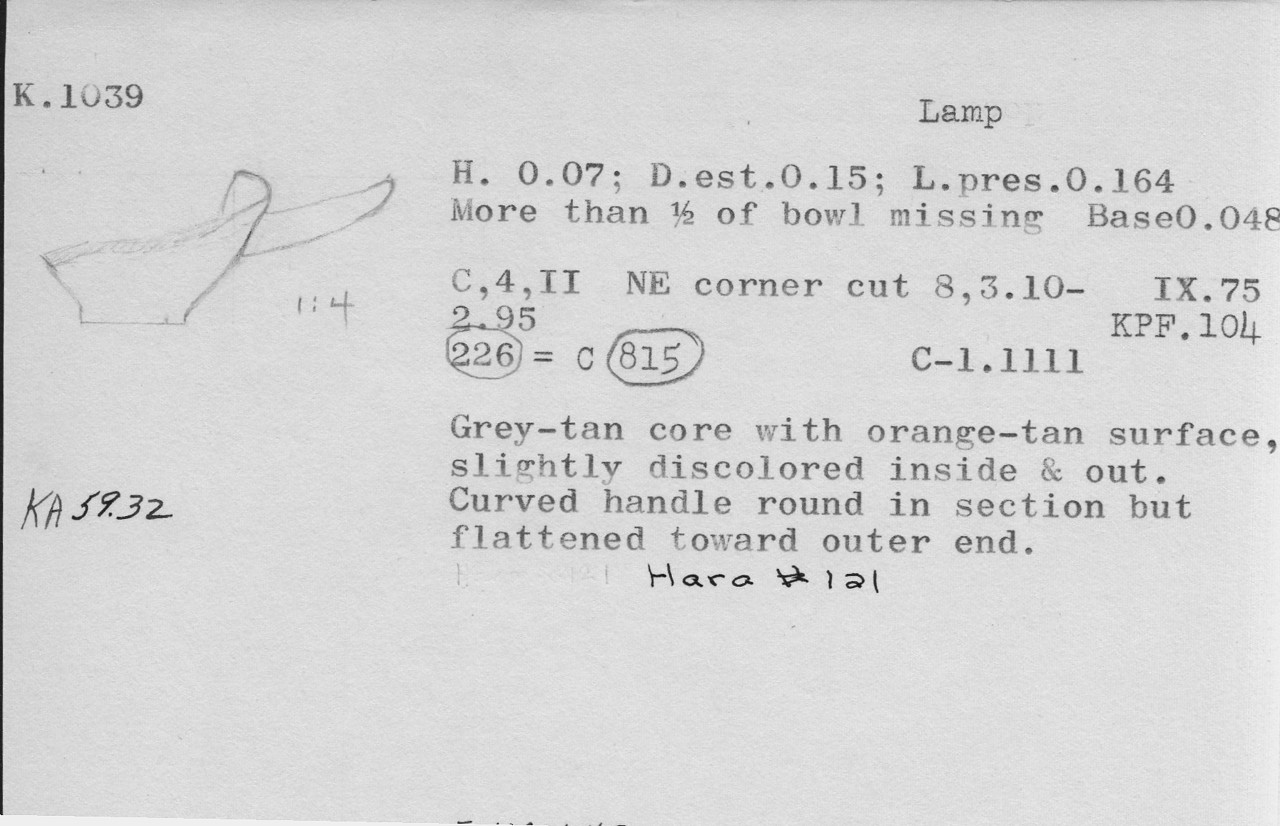 K.1039
Lamp
H. 0.07; D.est.0.15; L.pres.0.164
More than ½ of bowl missing Base0.048
C,4,II NE corner cut 8,3.10- IX.75
2.95 KPF.104
226 = C 815 C-1.1111
1:4
Grey-tan core with orange-tan surface,
slightly discolored inside & out.
Curved handle round in section but
flattened toward outer end.
KA 59.32
Hara # 121